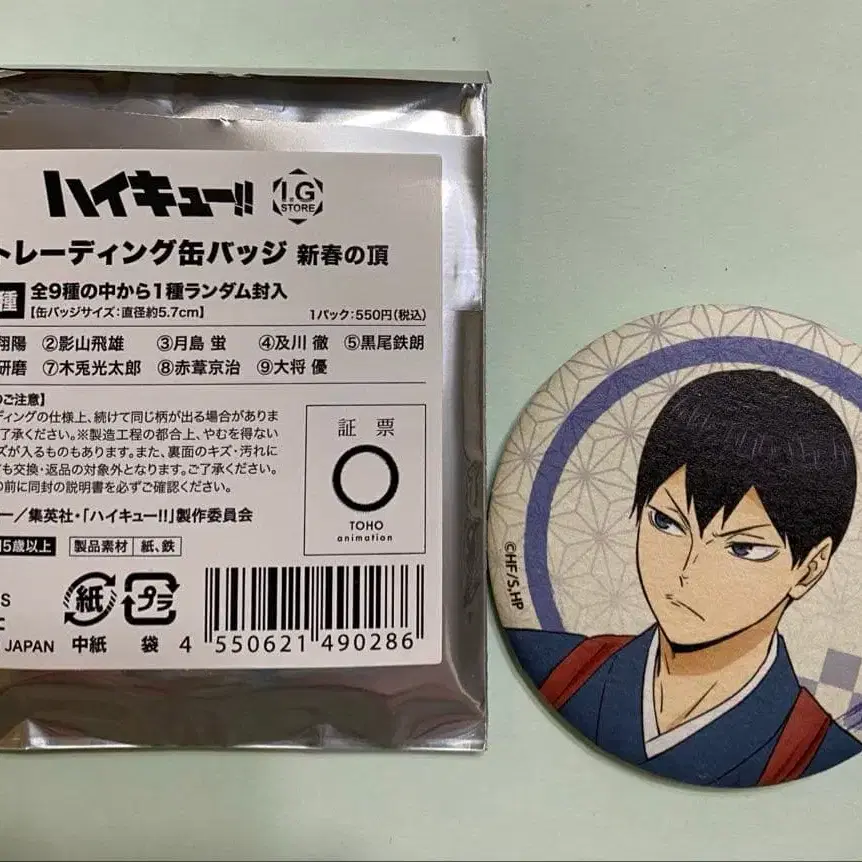 ハイキュー!!
I.G
STORE
トレーディング缶バッジ 新春の頂
種
全9種の中から1種ランダム封入
【缶バッジサイズ:直径約5.7cm】
1パック:550円(税込)
翔陽 ②影山飛雄 ③月島 蛍 ④及川 徹 ⑤黒尾鉄朗
研磨 ⑦木兎光太郎 ⑧赤葦京治 ⑨大将 優
のご注意】
ディングの仕様上、続けて同じ柄が出る場合がありま
了承ください。※製造工程の都合上、やむを得ない
ズが入るものもあります。また、裏面のキズ・汚れに
も交換・返品の対象外となります。ご了承ください。
の前に同封の説明書を必ずご確認ください。
ー/集英社・「ハイキュー!!」製作委員会
証票
TOHO
animation
15歳以上
製品素材 紙、鉄
S
JAPAN
紙
中紙
プラ
袋
4 550621 490286
©HF/S,HP